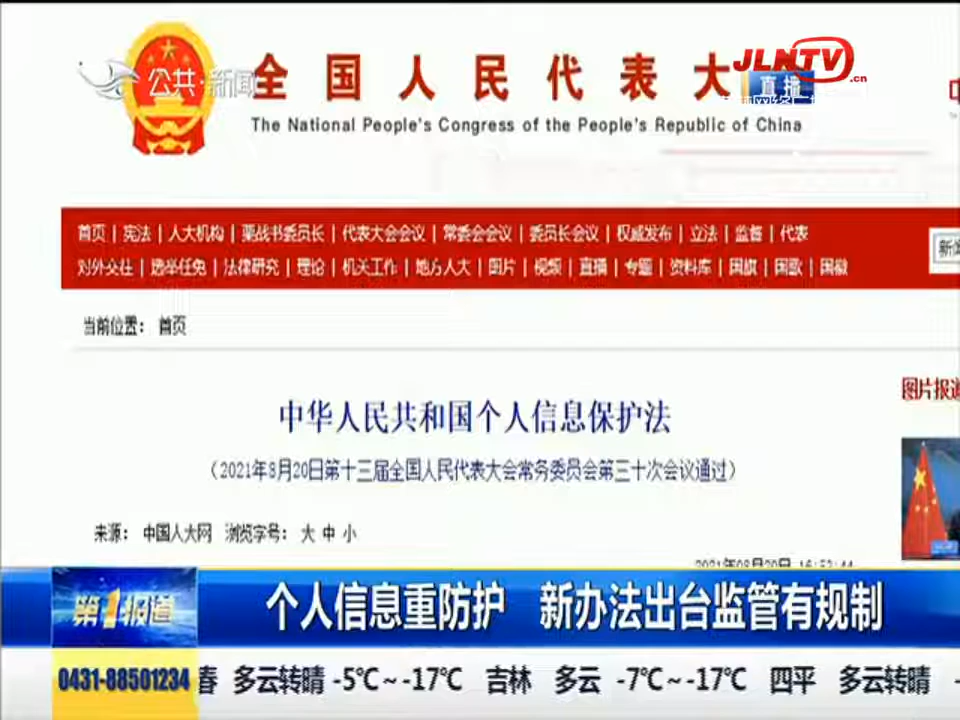 公共·新闻
全国人民代表大
JLNTV.cn
直播
The National People's Congress of the People's Republic of China
首页 | 宪法 | 人大机构 | 栗战书委员长 | 代表大会会议 | 常委会会议 | 委员长会议 | 权威发布 | 立法 | 监督 | 代表
对外交往 | 选举任免 | 法律研究 | 理论 | 机关工作 | 地方人大 | 图片 | 视频 | 直播 | 专题 | 资料库 | 国旗 | 国歌 | 国徽
新闻
当前位置: 首页
图片报道
中华人民共和国个人信息保护法
(2021年8月20日第十三届全国人民代表大会常务委员会第三十次会议通过)
来源: 中国人大网 浏览字号: 大 中 小
第1报道
个人信息重防护 新办法出台监管有规制
0431-88501234
春 多云转晴 -5℃~-17℃ 吉林 多云 -7℃~-17℃ 四平 多云转晴 -